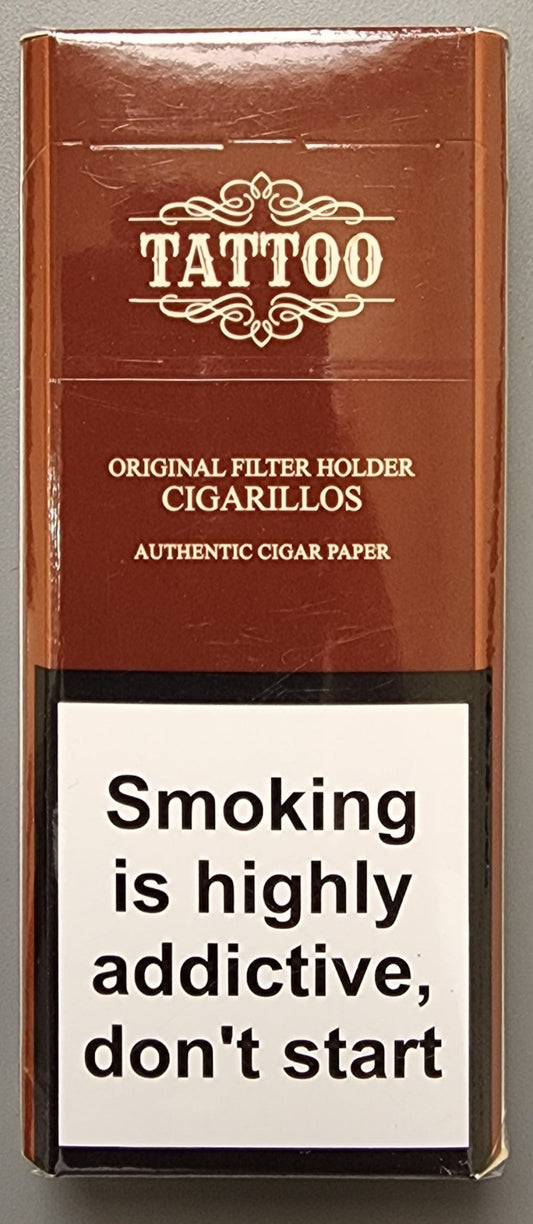 TATTOO
ORIGINAL FILTER HOLDER
CIGARILLOS
AUTHENTIC CIGAR PAPER
Smoking
is highly
addictive,
don't start